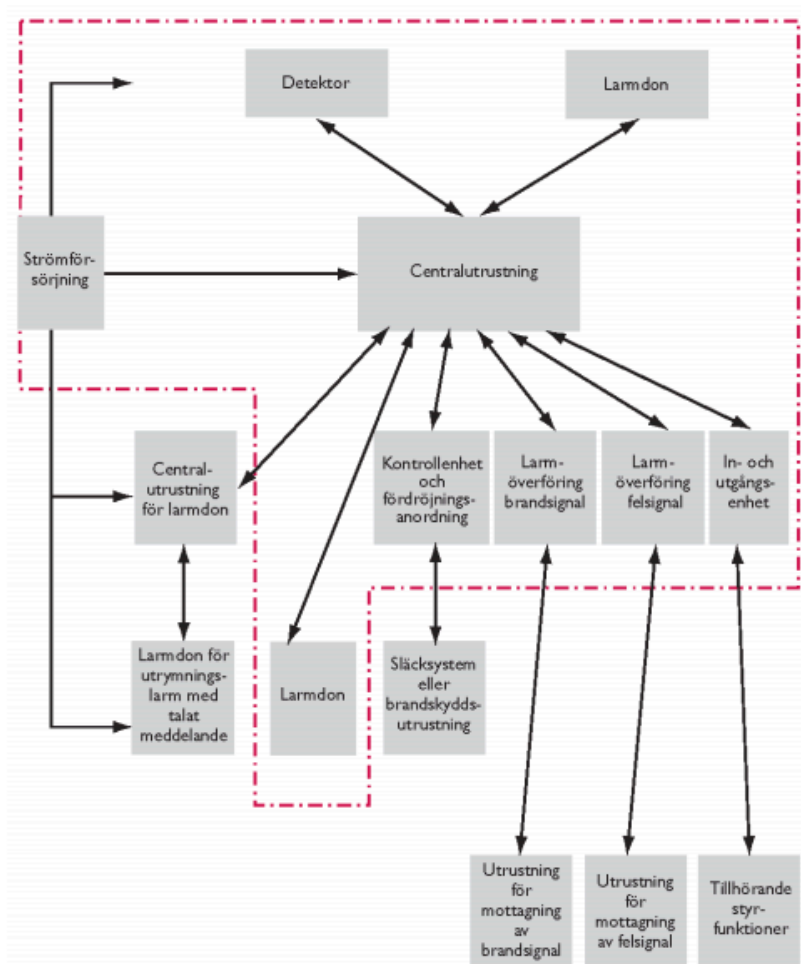 Detektor
Larmdon
Strömför-
sörjning
Centralutrustning
Central-
utrustning
för larmdon
Kontrollenhet
och
fördröjnings-
anordning
Larm-
överföring
brandsignal
Larm-
överföring
felsignal
In- och
utgångs-
enhet
Larmdon för
utrymnings-
larm med
talat
meddelande
Larmdon
Släcksystem
eller
brandskydds-
utrustning
Utrustning
för
mottagning
av
brandsignal
Utrustning
för
mottagning
av felsignal
Tillhörande
styr-
funktioner